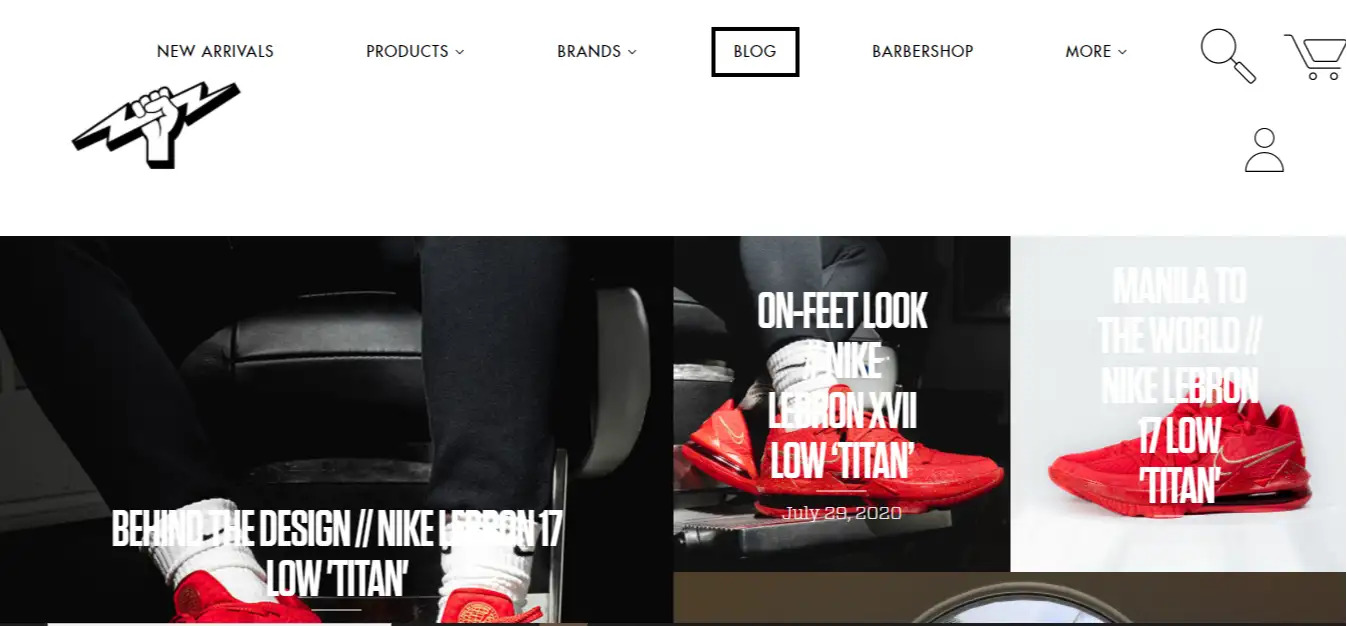 NEW ARRIVALS
PRODUCTS
BRANDS
BLOG
BARBERSHOP
MORE
BEHIND THE DESIGN // NIKE LEBRON 17
LOW 'TITAN'
ON-FEET LOOK
// NIKE
LEBRON XVII
LOW ‘TITAN’
July 29, 2020
MANILA TO
THE WORLD //
NIKE LEBRON
17 LOW
'TITAN'